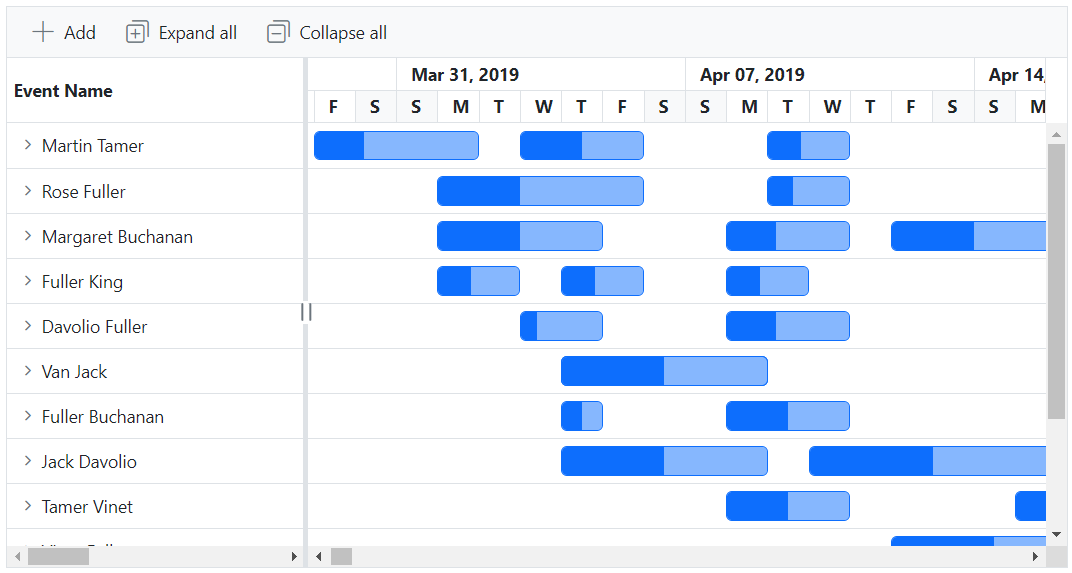 Add Expand all Collapse all
Event Name
Mar 31, 2019 Apr 07, 2019 Apr 14,
F S S M T W T F S S M T W T F S S M
Martin Tamer
Rose Fuller
Margaret Buchanan
Fuller King
Davolio Fuller
Van Jack
Fuller Buchanan
Jack Davolio
Tamer Vinet